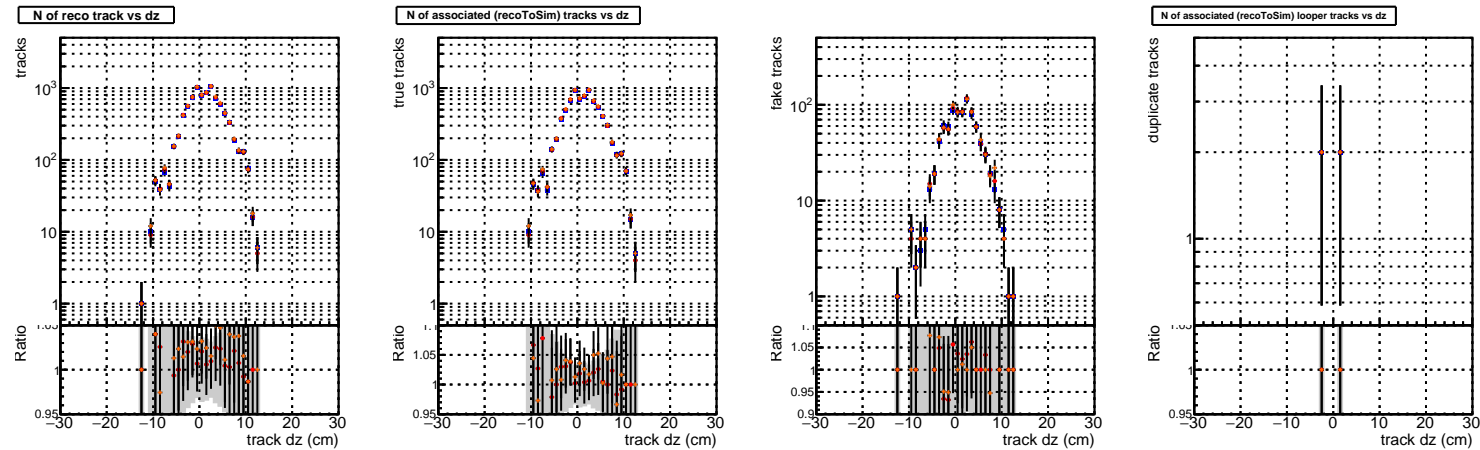 N of reco track vs dz
tracks
10³
10²
10
1
Ratio
1
0.95
−30 −20 −10 0 10 20 30
track dz (cm)
N of associated (recoToSim) tracks vs dz
true tracks
10³
10²
10
1
Ratio
1.05
1
0.95
−30 −20 −10 0 10 20 30
track dz (cm)
fake tracks
10²
10
1
Ratio
1.05
1
0.95
0.9
−30 −20 −10 0 10 20 30
track dz (cm)
N of associated (recoToSim) looper tracks vs dz
duplicate tracks
1
Ratio
1
0.95
−30 −20 −10 0 10 20 30
track dz (cm)